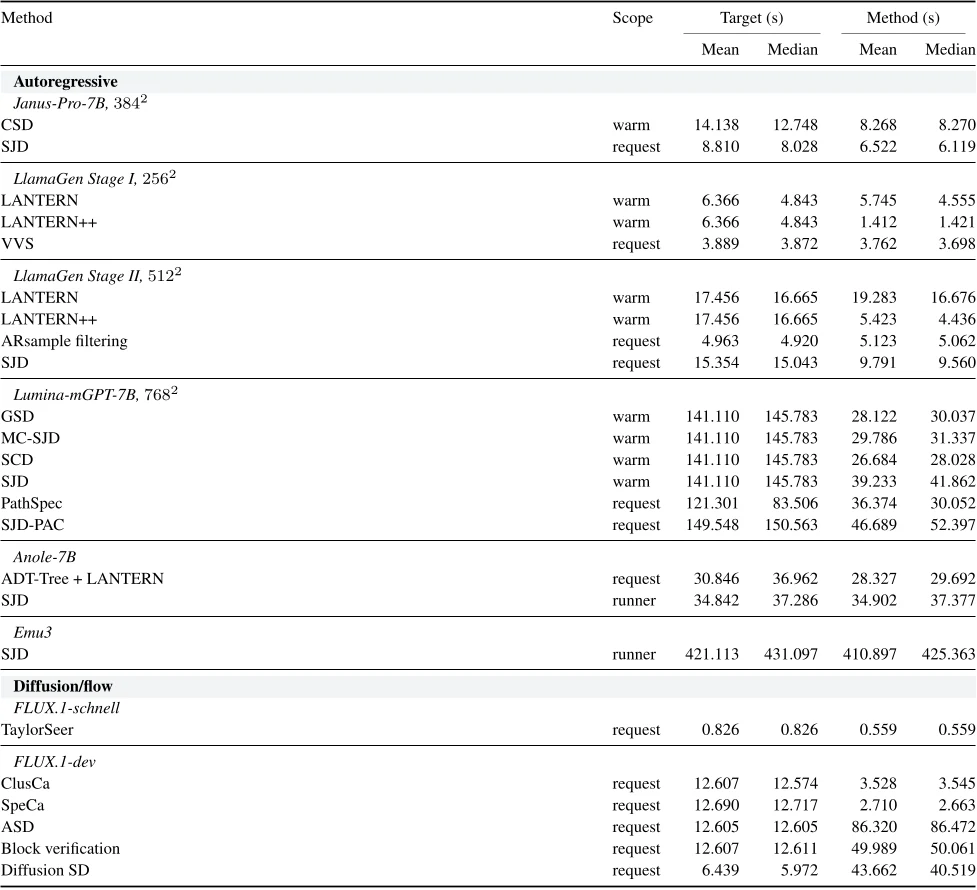 Method Scope Target (s) Method (s)
Mean Median Mean Median
Autoregressive
Janus-Pro-7B, 384²
CSD warm 14.138 12.748 8.268 8.270
SJD request 8.810 8.028 6.522 6.119
LlamaGen Stage I, 256²
LANTERN warm 6.366 4.843 5.745 4.555
LANTERN++ warm 6.366 4.843 1.412 1.421
VVS request 3.889 3.872 3.762 3.698
LlamaGen Stage II, 512²
LANTERN warm 17.456 16.665 19.283 16.676
LANTERN++ warm 17.456 16.665 5.423 4.436
ARsample filtering request 4.963 4.920 5.123 5.062
SJD request 15.354 15.043 9.791 9.560
Lumina-mGPT-7B, 768²
GSD warm 141.110 145.783 28.122 30.037
MC-SJD warm 141.110 145.783 29.786 31.337
SCD warm 141.110 145.783 26.684 28.028
SJD warm 141.110 145.783 39.233 41.862
PathSpec request 121.301 83.506 36.374 30.052
SJD-PAC request 149.548 150.563 46.689 52.397
Anole-7B
ADT-Tree + LANTERN request 30.846 36.962 28.327 29.692
SJD runner 34.842 37.286 34.902 37.377
Emu3
SJD runner 421.113 431.097 410.897 425.363
Diffusion/flow
FLUX.1-schnell
TaylorSeer request 0.826 0.826 0.559 0.559
FLUX.1-dev
ClusCa request 12.607 12.574 3.528 3.545
SpeCa request 12.690 12.717 2.710 2.663
ASD request 12.605 12.605 86.320 86.472
Block verification request 12.607 12.611 49.989 50.061
Diffusion SD request 6.439 5.972 43.662 40.519